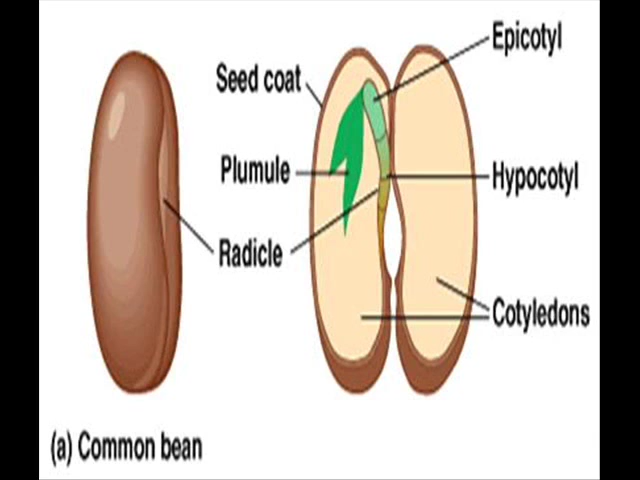 Epicotyl
Seed coat
Plumule
Hypocotyl
Radicle
Cotyledons
(a) Common bean